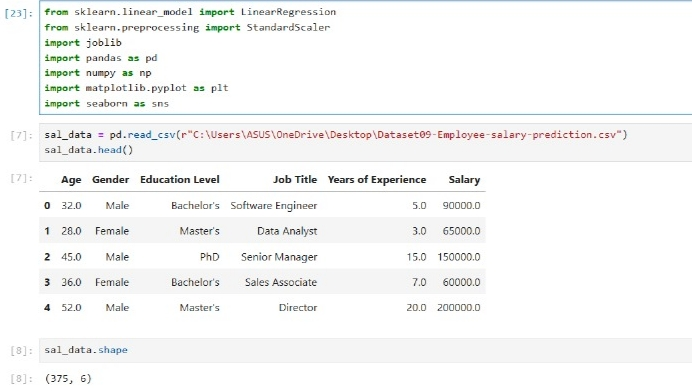 [23]: from sklearn.linear_model import LinearRegression
from sklearn.preprocessing import StandardScaler
import joblib
import pandas as pd
import numpy as np
import matplotlib.pyplot as plt
import seaborn as sns
[7]: sal_data = pd.read_csv(r"C:\Users\ASUS\OneDrive\Desktop\Dataset09-Employee-salary-prediction.csv")
sal_data.head()
[7]: Age Gender Education Level Job Title Years of Experience Salary
0 32.0 Male Bachelor's Software Engineer 5.0 90000.0
1 28.0 Female Master's Data Analyst 3.0 65000.0
2 45.0 Male PhD Senior Manager 15.0 150000.0
3 36.0 Female Bachelor's Sales Associate 7.0 60000.0
4 52.0 Male Master's Director 20.0 200000.0
[8]: sal_data.shape
[8]: (375, 6)